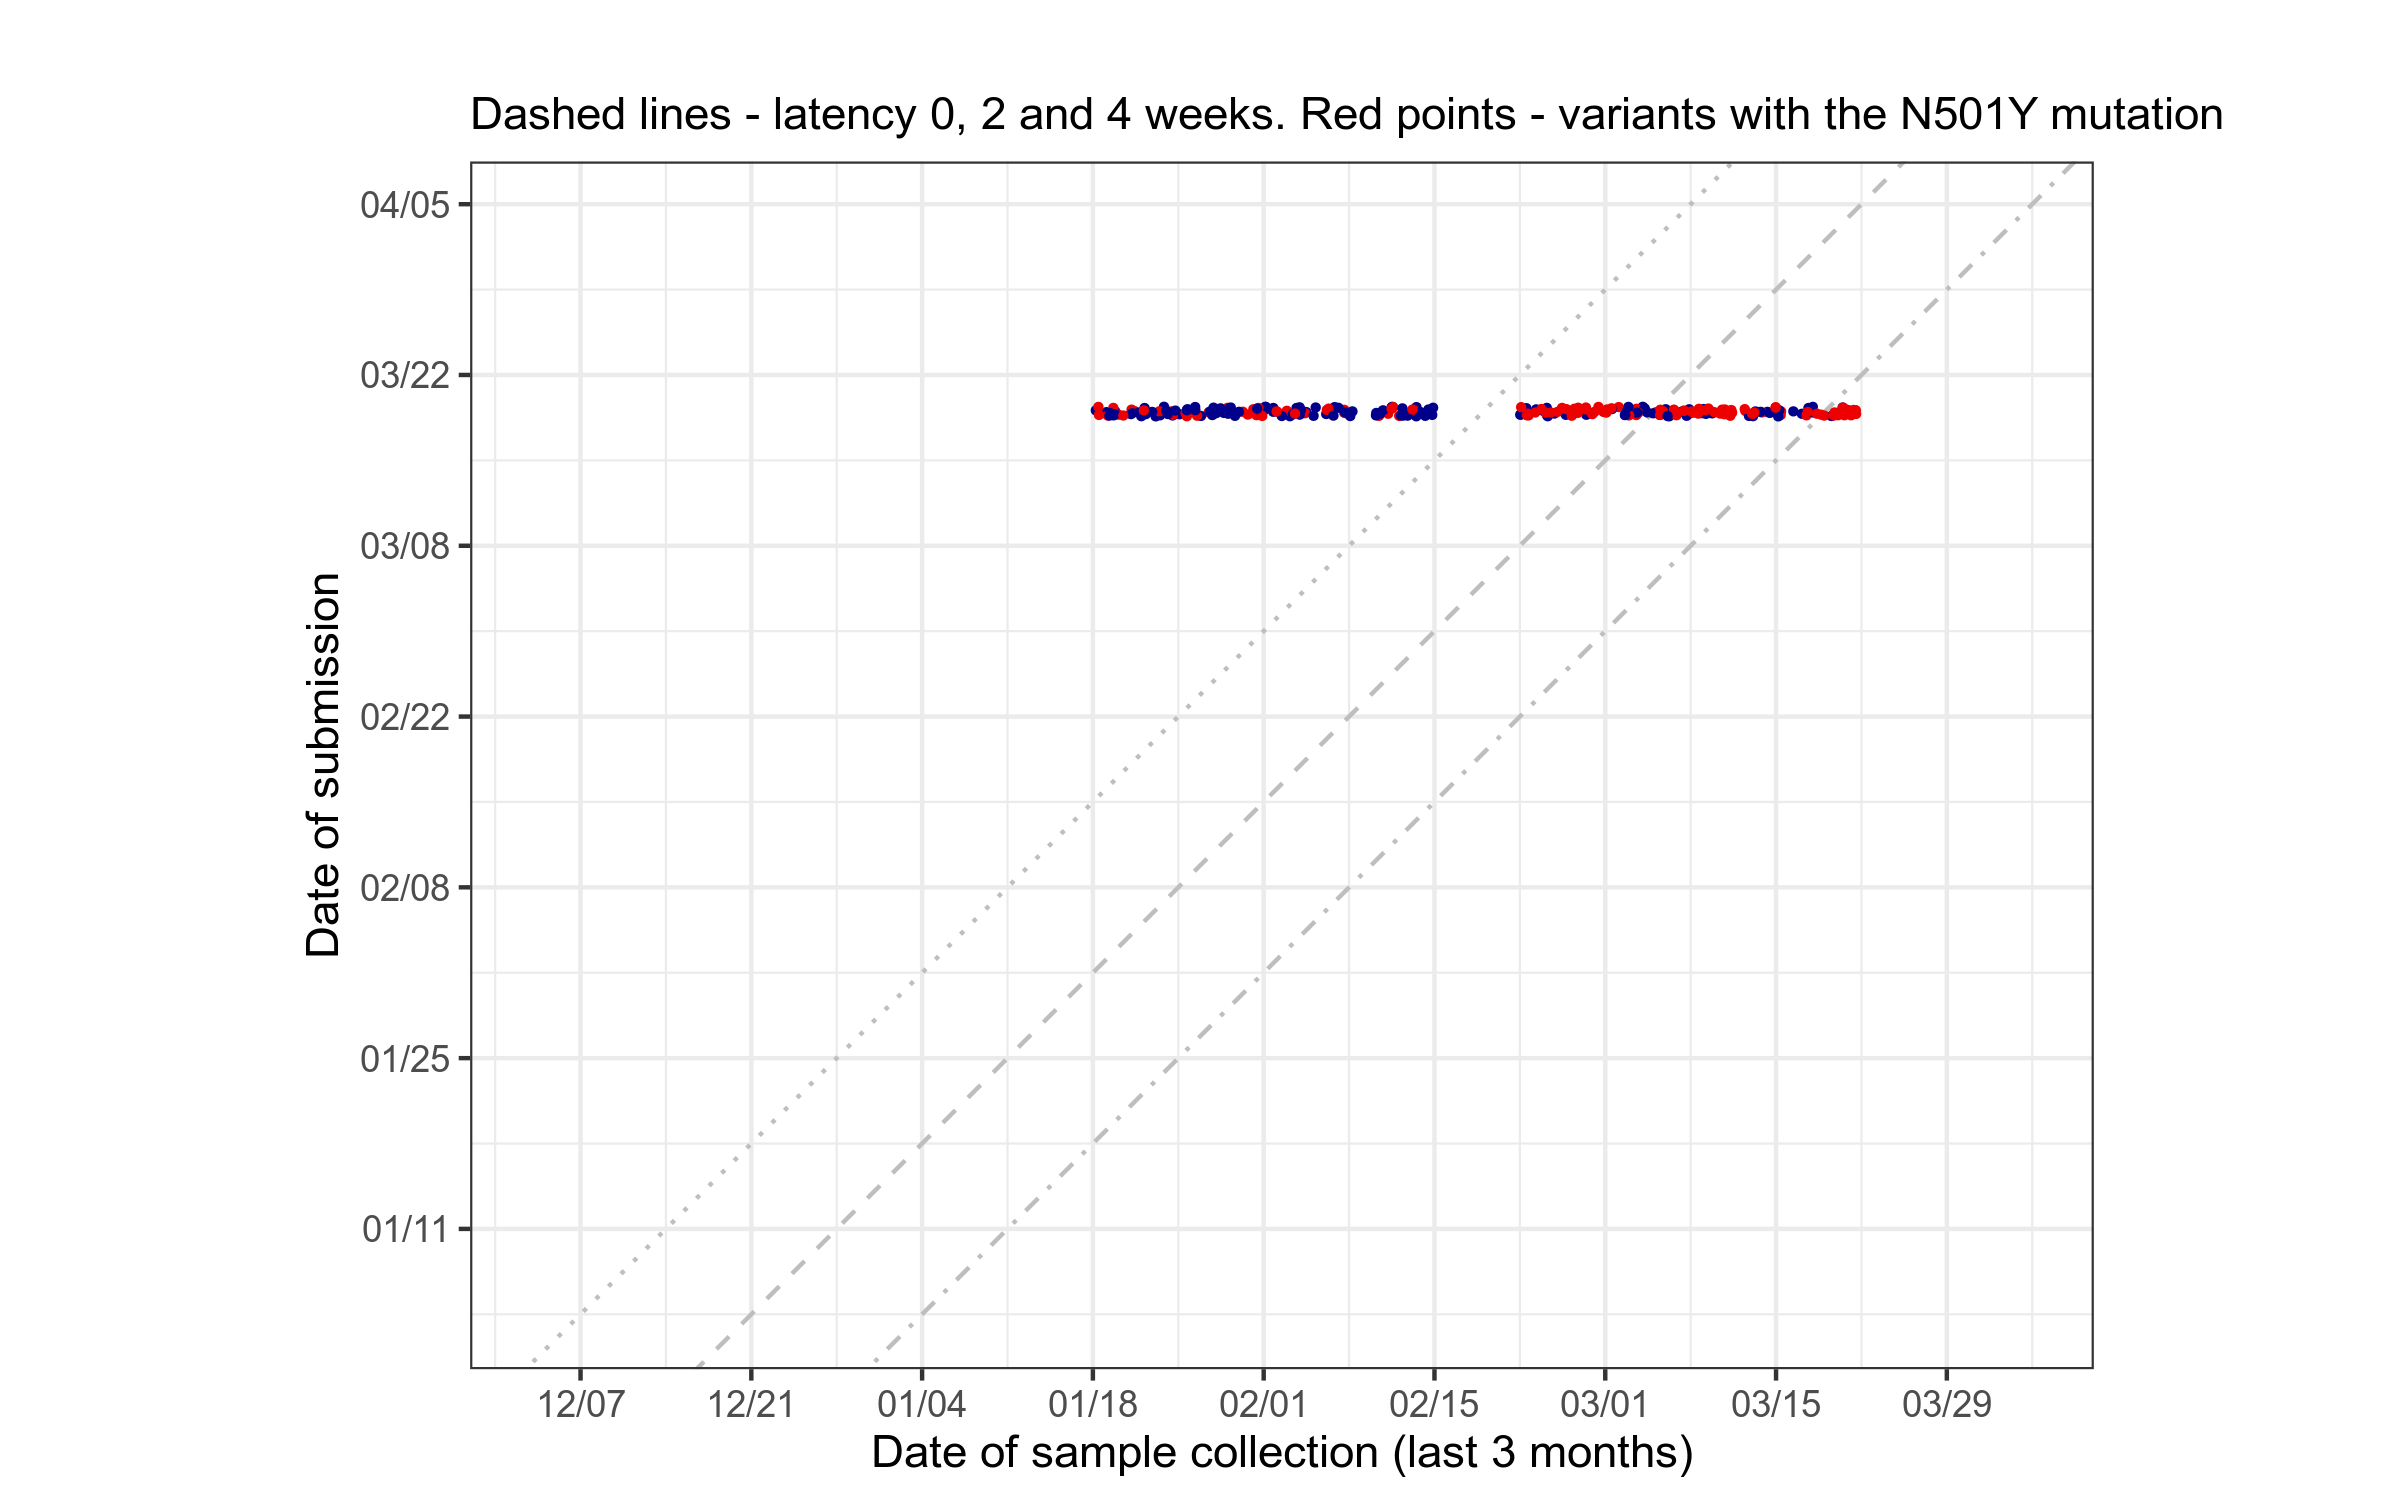 Dashed lines - latency 0, 2 and 4 weeks. Red points - variants with the N501Y mutation
04/05
03/22
03/08
02/22
02/08
01/25
01/11
Date of submission
12/07 12/21 01/04 01/18 02/01 02/15 03/01 03/15 03/29
Date of sample collection (last 3 months)